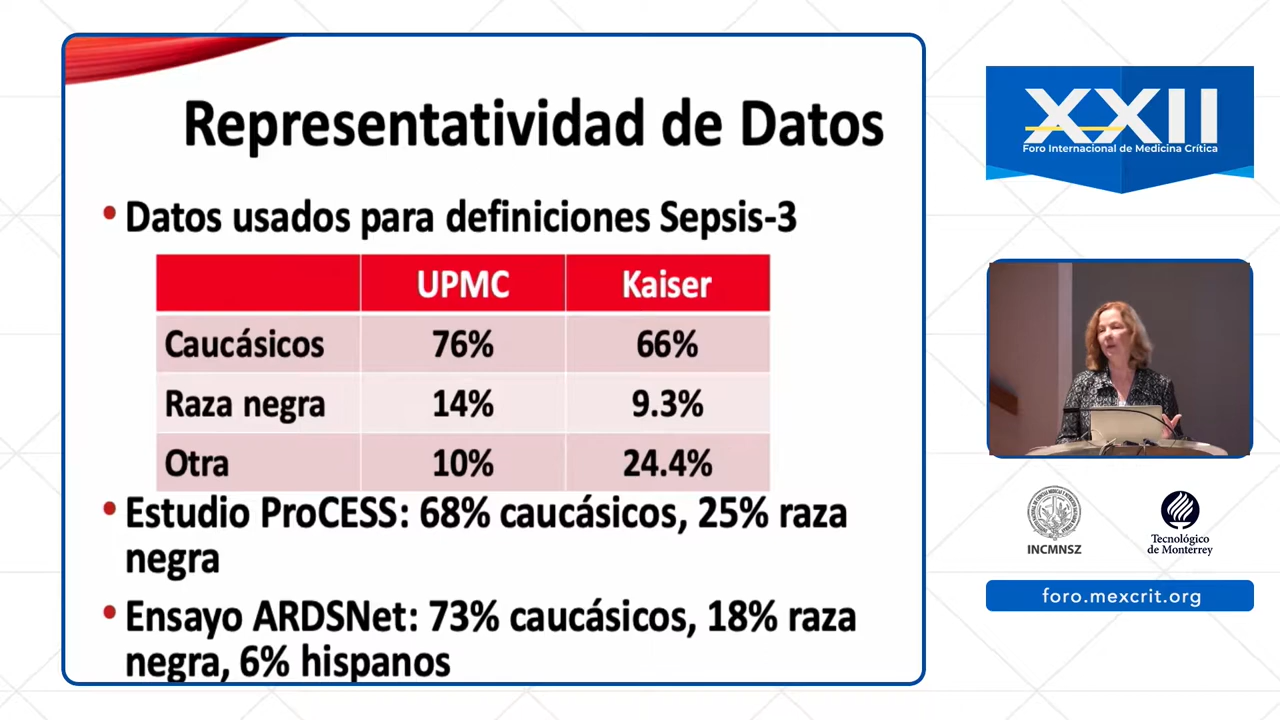 Representatividad de Datos
• Datos usados para definiciones Sepsis-3
UPMC Kaiser
Caucásicos 76% 66%
Raza negra 14% 9.3%
Otra 10% 24.4%
• Estudio ProCESS: 68% caucásicos, 25% raza
negra
• Ensayo ARDSNet: 73% caucásicos, 18% raza
negra, 6% hispanos
XXII
Foro Internacional de Medicina Crítica
INCMNSZ
Tecnológico
de Monterrey
foro.mexcrit.org